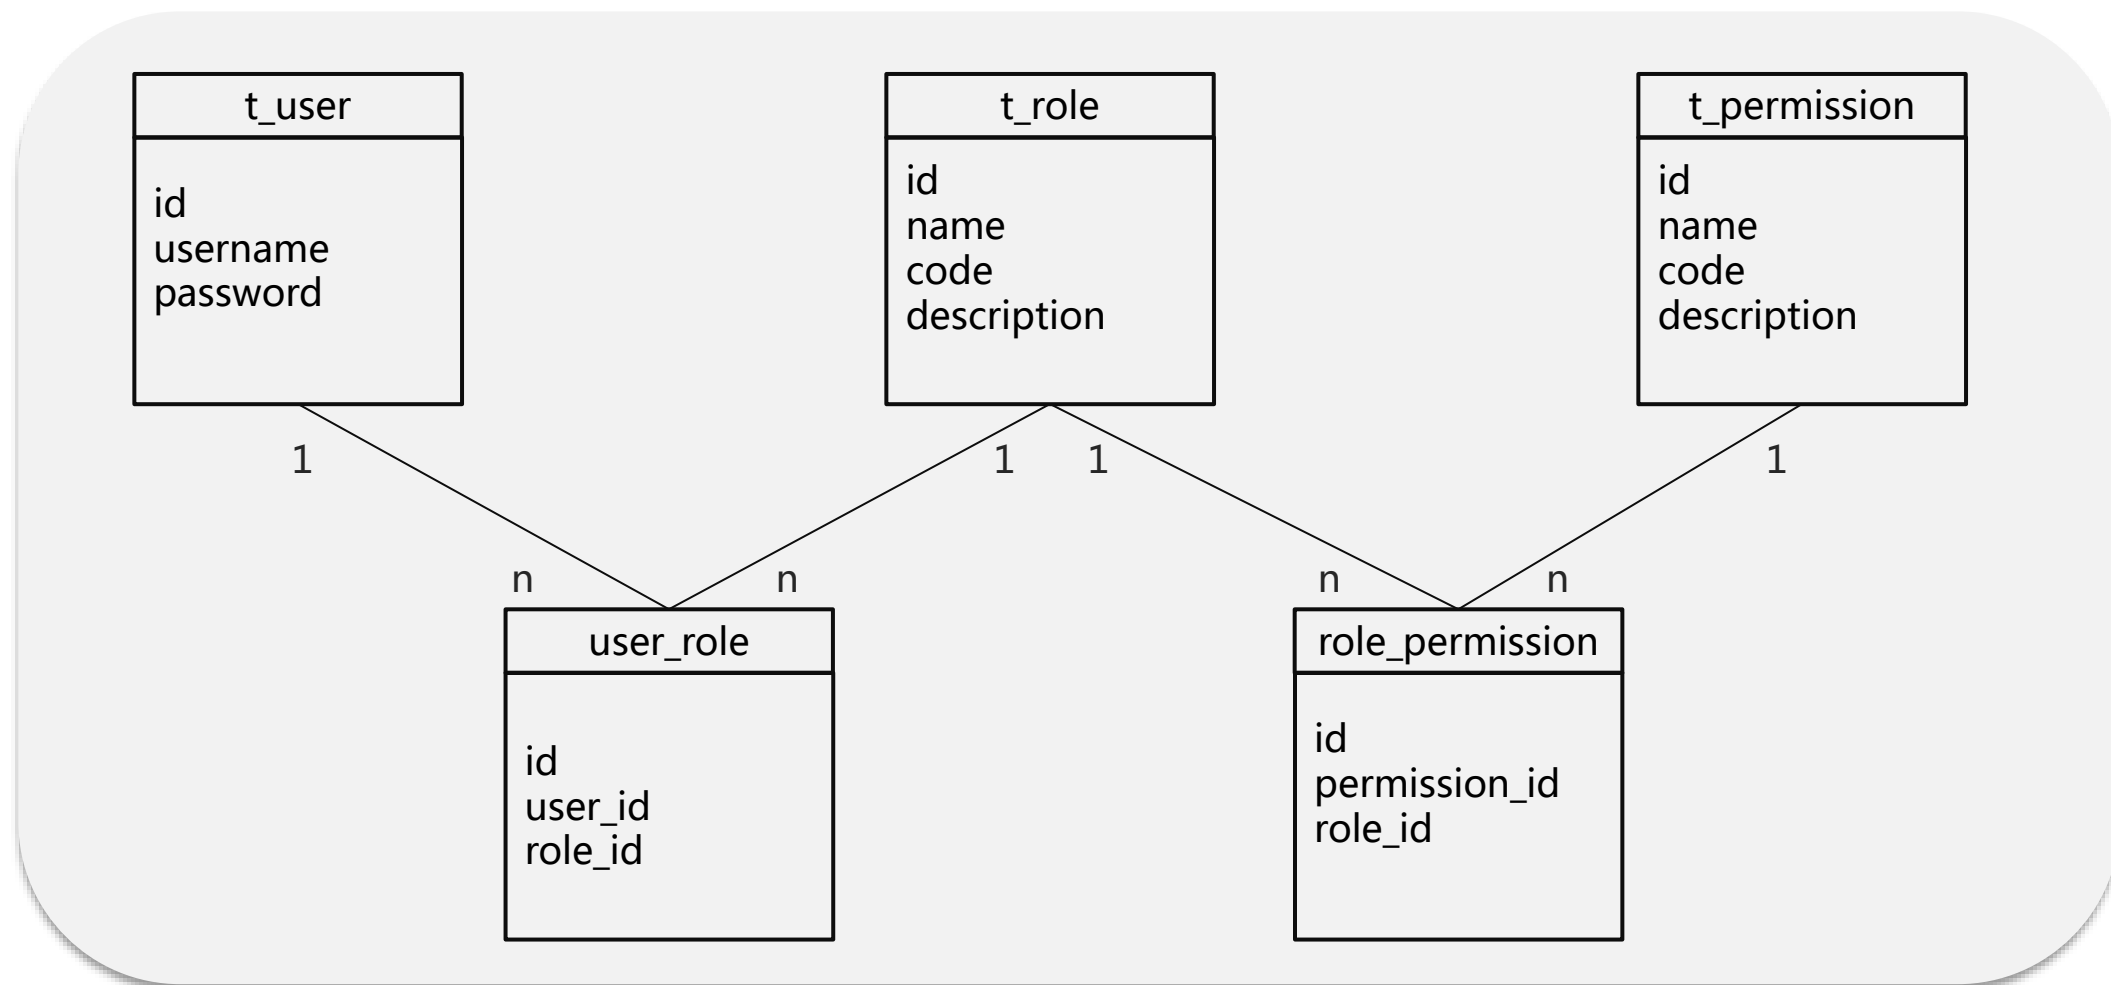 t_user
id
username
password
t_role
id
name
code
description
t_permission
id
name
code
description
1
1
1
1
n
n
n
n
user_role
id
user_id
role_id
role_permission
id
permission_id
role_id